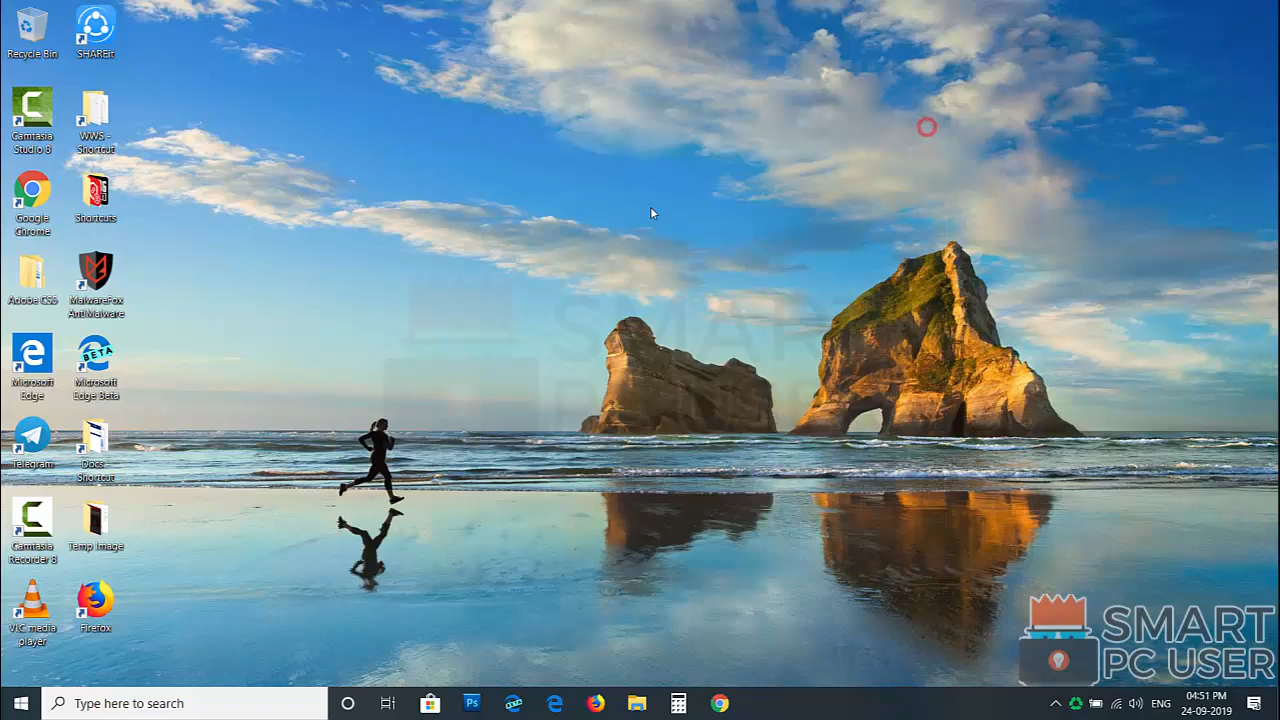 Recycle Bin
SHAREit
Camtasia
Studio 8
WWS -
Shortcut
Google
Chrome
Shortcuts
Adobe CS6
MalwareFox
AntiMalware
Microsoft
Edge
BETA
Microsoft
Edge Beta
Telegram
Docs
Shortcut
Camtasia
Recorder 8
Temp Image
VLC media
player
Firefox
SMART
PC USER
Type here to search
Ps
ENG
04:51 PM
24-09-2019